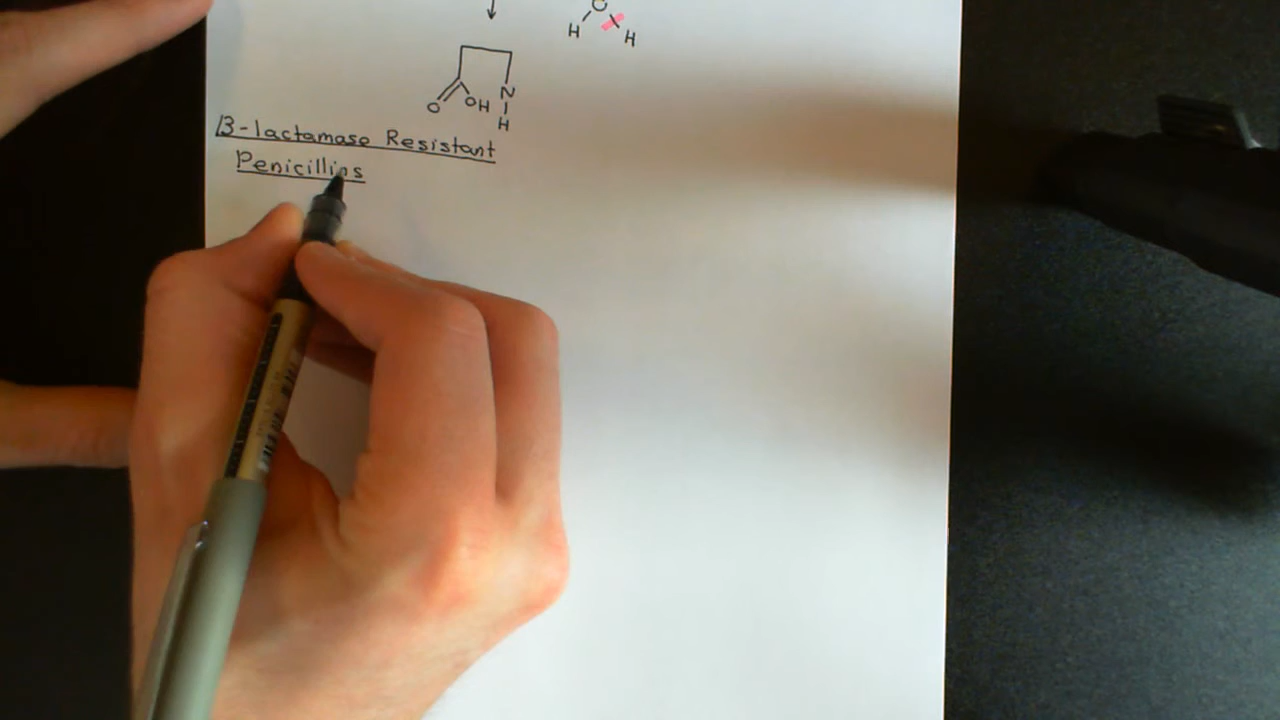 O
H H
O OH N
H
β-lactamase Resistant
Penicillins